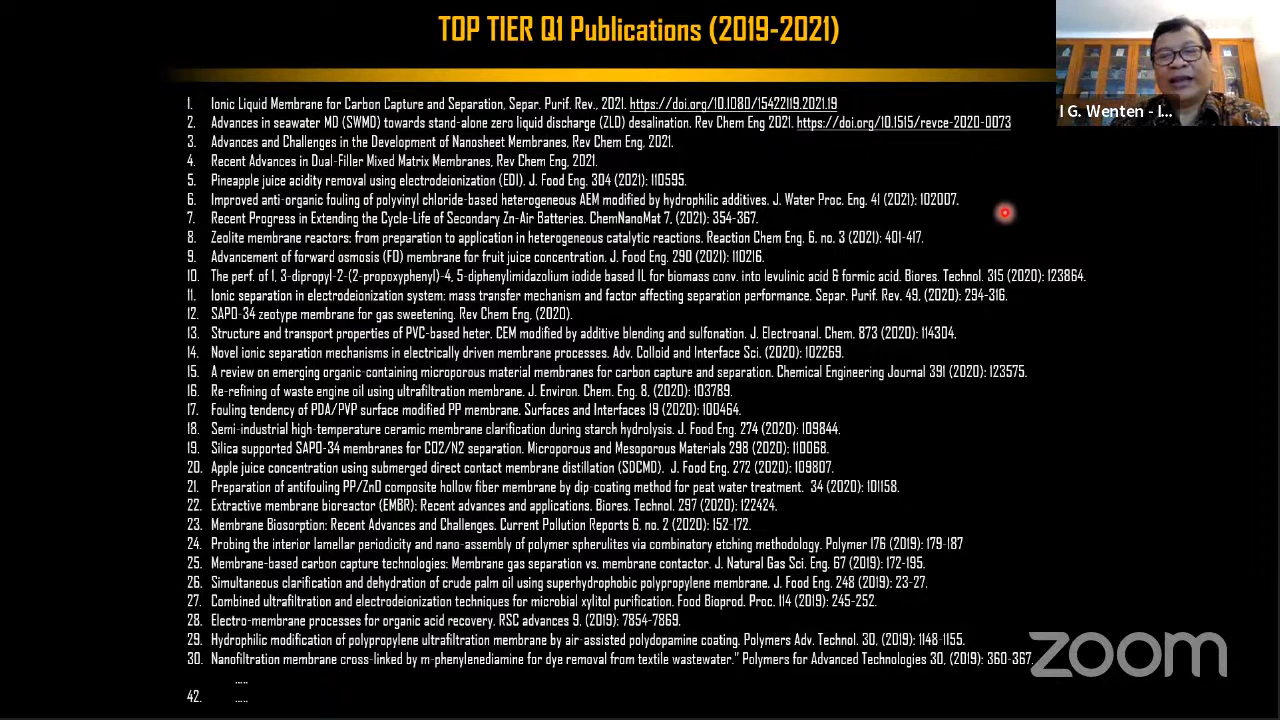 TOP TIER Q1 Publications (2019-2021)
I G. Wenten - I...
1. Ionic Liquid Membrane for Carbon Capture and Separation, Separ. Purif. Rev., 2021. https://doi.org/10.1080/15422119.2021.19
2. Advances in seawater MD (SWMD) towards stand-alone zero liquid discharge (ZLD) desalination. Rev Chem Eng 2021. https://doi.org/10.1515/revce-2020-0073
3. Advances and Challenges in the Development of Nanosheet Membranes, Rev Chem Eng, 2021.
4. Recent Advances in Dual-Filler Mixed Matrix Membranes, Rev Chem Eng, 2021.
5. Pineapple juice acidity removal using electrodeionization (EDI). J. Food Eng. 304 (2021): 110595.
6. Improved anti-organic fouling of polyvinyl chloride-based heterogeneous AEM modified by hydrophilic additives. J. Water Proc. Eng. 41 (2021): 102007.
7. Recent Progress in Extending the Cycle-Life of Secondary Zn-Air Batteries. ChemNanoMat 7, (2021): 354-367.
8. Zeolite membrane reactors: from preparation to application in heterogeneous catalytic reactions. Reaction Chem Eng. 6, no. 3 (2021): 401-417.
9. Advancement of forward osmosis (FO) membrane for fruit juice concentration. J. Food Eng. 290 (2021): 110216.
10. The perf. of 1, 3-dipropyl-2-(2-propoxyphenyl)-4, 5-diphenylimidazolium iodide based IL for biomass conv. into levulinic acid & formic acid. Biores. Technol. 315 (2020): 123864.
11. Ionic separation in electrodeionization system: mass transfer mechanism and factor affecting separation performance. Separ. Purif. Rev. 49, (2020): 294-316.
12. SAPO-34 zeotype membrane for gas sweetening. Rev Chem Eng. (2020).
13. Structure and transport properties of PVC-based heter. CEM modified by additive blending and sulfonation. J. Electroanal. Chem. 873 (2020): 114304.
14. Novel ionic separation mechanisms in electrically driven membrane processes. Adv. Colloid and Interface Sci. (2020): 102269.
15. A review on emerging organic-containing microporous material membranes for carbon capture and separation. Chemical Engineering Journal 391 (2020): 123575.
16. Re-refining of waste engine oil using ultrafiltration membrane. J. Environ. Chem. Eng. 8, (2020): 103789.
17. Fouling tendency of PDA/PVP surface modified PP membrane. Surfaces and Interfaces 19 (2020): 100464.
18. Semi-industrial high-temperature ceramic membrane clarification during starch hydrolysis. J. Food Eng. 274 (2020): 109844.
19. Silica supported SAPO-34 membranes for CO2/N2 separation. Microporous and Mesoporous Materials 298 (2020): 110068.
20. Apple juice concentration using submerged direct contact membrane distillation (SDCMD). J. Food Eng. 272 (2020): 109807.
21. Preparation of antifouling PP/ZnO composite hollow fiber membrane by dip-coating method for peat water treatment. 34 (2020): 101158.
22. Extractive membrane bioreactor (EMBR): Recent advances and applications. Biores. Technol. 297 (2020): 122424.
23. Membrane Biosorption: Recent Advances and Challenges. Current Pollution Reports 6, no. 2 (2020): 152-172.
24. Probing the interior lamellar periodicity and nano-assembly of polymer spherulites via combinatory etching methodology. Polymer 176 (2019): 179-187
25. Membrane-based carbon capture technologies: Membrane gas separation vs. membrane contactor. J. Natural Gas Sci. Eng. 67 (2019): 172-195.
26. Simultaneous clarification and dehydration of crude palm oil using superhydrophobic polypropylene membrane. J. Food Eng. 248 (2019): 23-27.
27. Combined ultrafiltration and electrodeionization techniques for microbial xylitol purification. Food Bioprod. Proc. 114 (2019): 245-252.
28. Electro-membrane processes for organic acid recovery. RSC advances 9, (2019): 7854-7869.
29. Hydrophilic modification of polypropylene ultrafiltration membrane by air-assisted polydopamine coating. Polymers Adv. Technol. 30, (2019): 1148-1155.
30. Nanofiltration membrane cross-linked by m-phenylenediamine for dye removal from textile wastewater." Polymers for Advanced Technologies 30, (2019): 360-367.
.....
42. .....
zoom